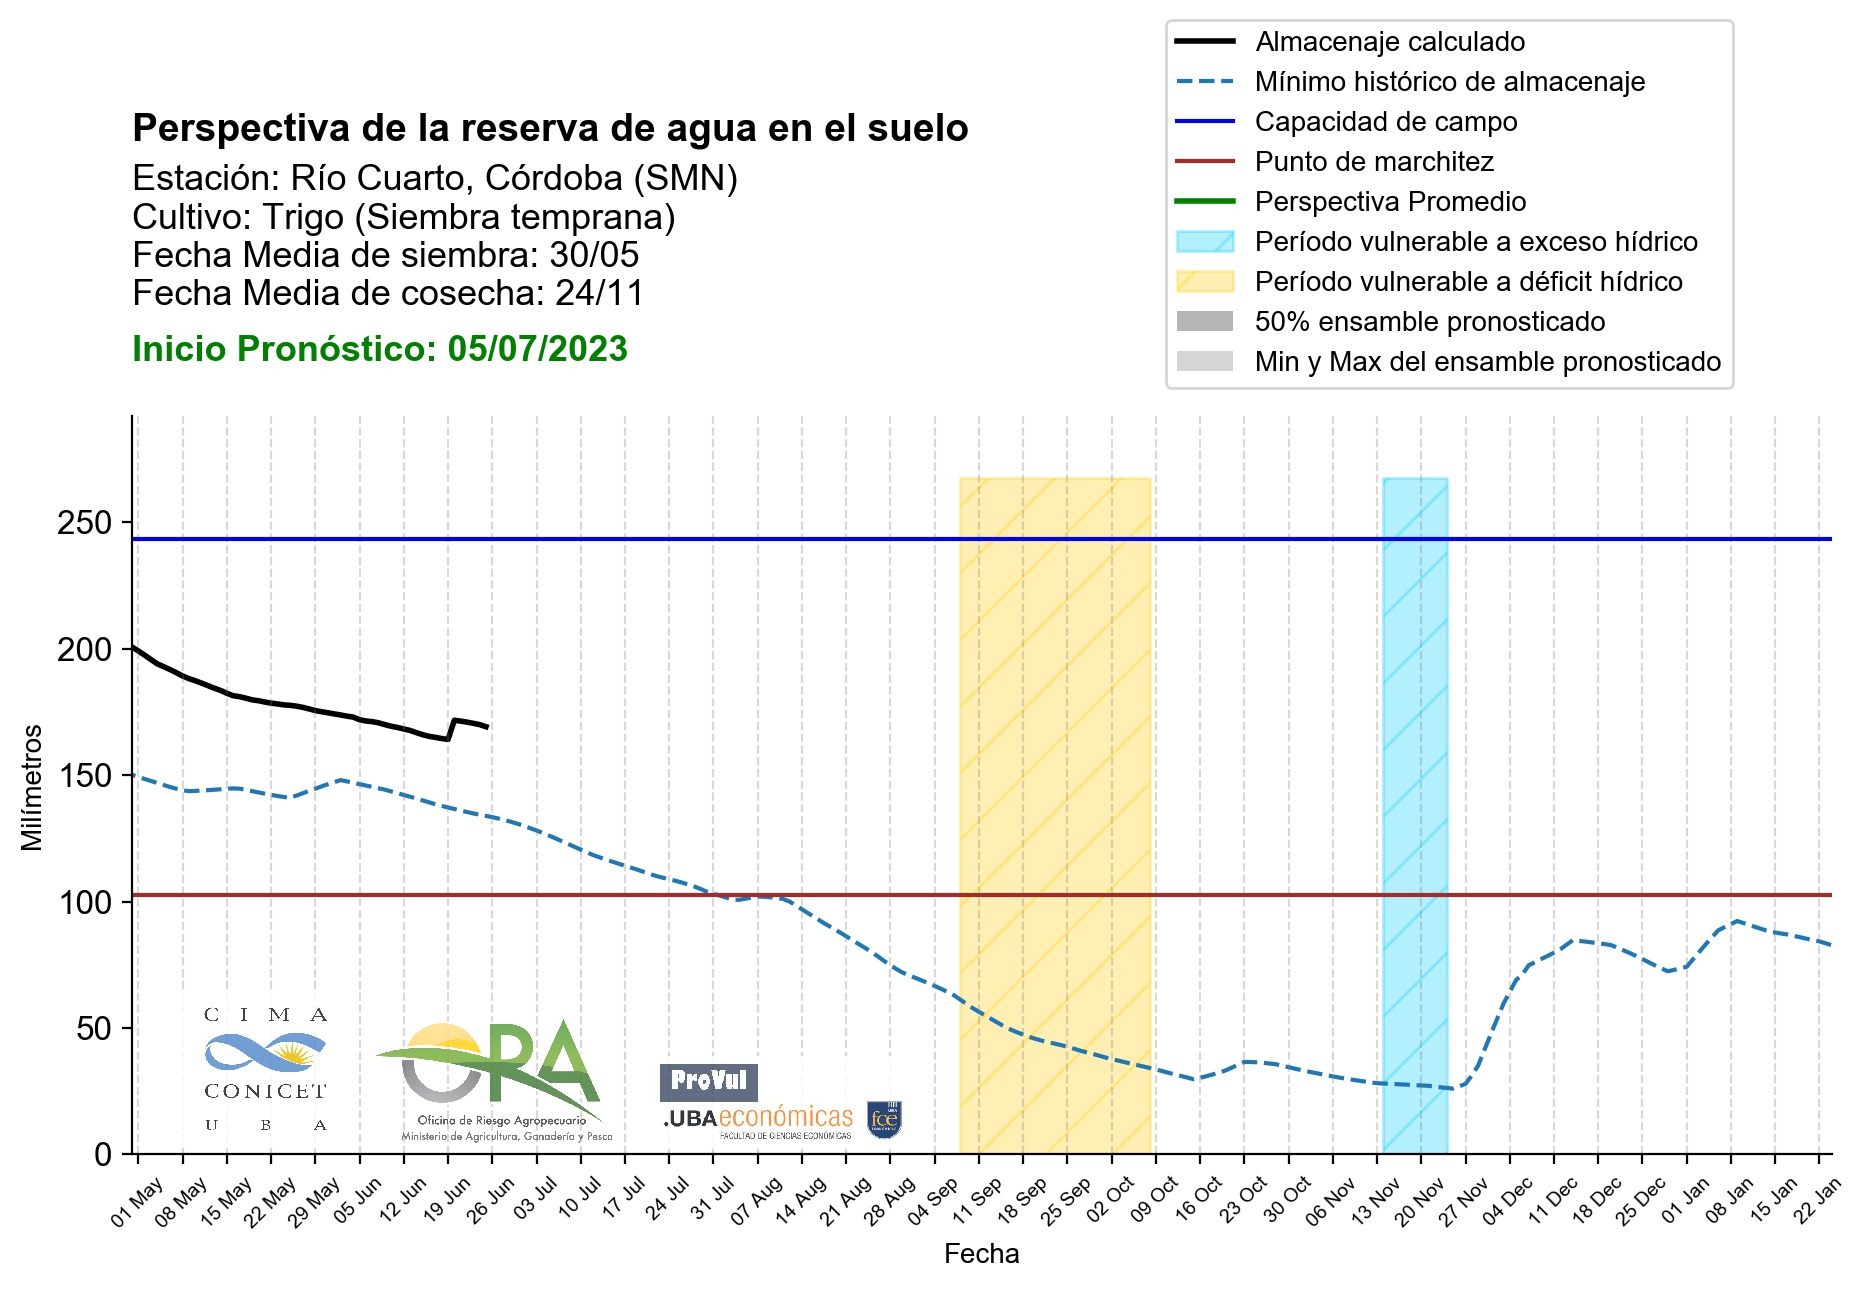 Almacenaje calculado
Mínimo histórico de almacenaje
Capacidad de campo
Punto de marchitez
Perspectiva Promedio
Período vulnerable a exceso hídrico
Período vulnerable a déficit hídrico
50% ensamble pronosticado
Min y Max del ensamble pronosticado
Perspectiva de la reserva de agua en el suelo
Estación: Río Cuarto, Córdoba (SMN)
Cultivo: Trigo (Siembra temprana)
Fecha Media de siembra: 30/05
Fecha Media de cosecha: 24/11
Inicio Pronóstico: 05/07/2023
Milímetros
250
200
150
100
50
0
CIMA
CONICET
UBA
ORA
Oficina de Riesgo Agropecuario
Ministerio de Agricultura, Ganadería y Pesca
ProVul
.UBAeconómicas
FACULTAD DE CIENCIAS ECONÓMICAS
fce
01 May
08 May
15 May
22 May
29 May
05 Jun
12 Jun
19 Jun
26 Jun
03 Jul
10 Jul
17 Jul
24 Jul
31 Jul
07 Aug
14 Aug
21 Aug
28 Aug
04 Sep
11 Sep
18 Sep
25 Sep
02 Oct
09 Oct
16 Oct
23 Oct
30 Oct
06 Nov
13 Nov
20 Nov
27 Nov
04 Dec
11 Dec
18 Dec
25 Dec
01 Jan
08 Jan
15 Jan
22 Jan
Fecha